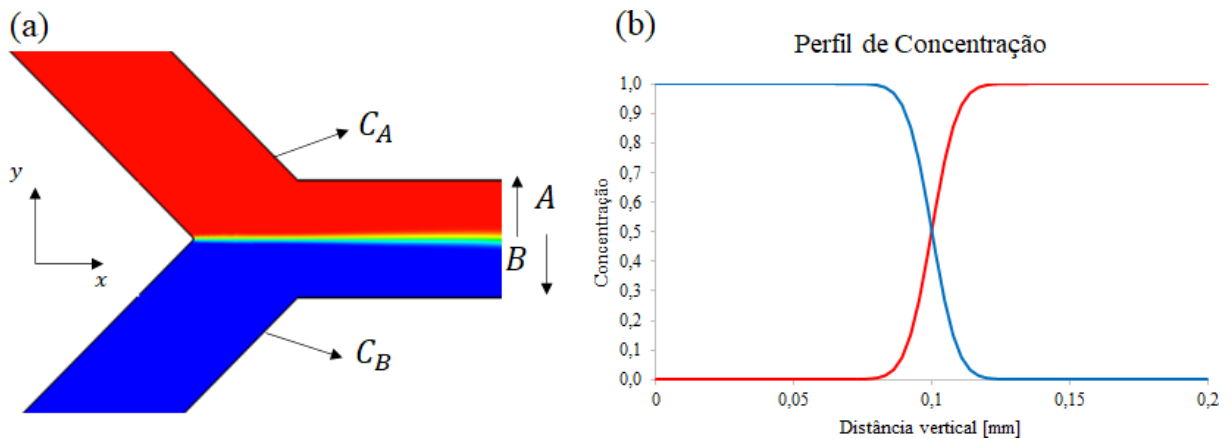 (a)
C_A
y
x
A
B
C_B
(b)
Perfil de Concentração
Concentração
1,0
0,9
0,8
0,7
0,6
0,5
0,4
0,3
0,2
0,1
0,0
0
0,05
0,1
0,15
0,2
Distância vertical [mm]